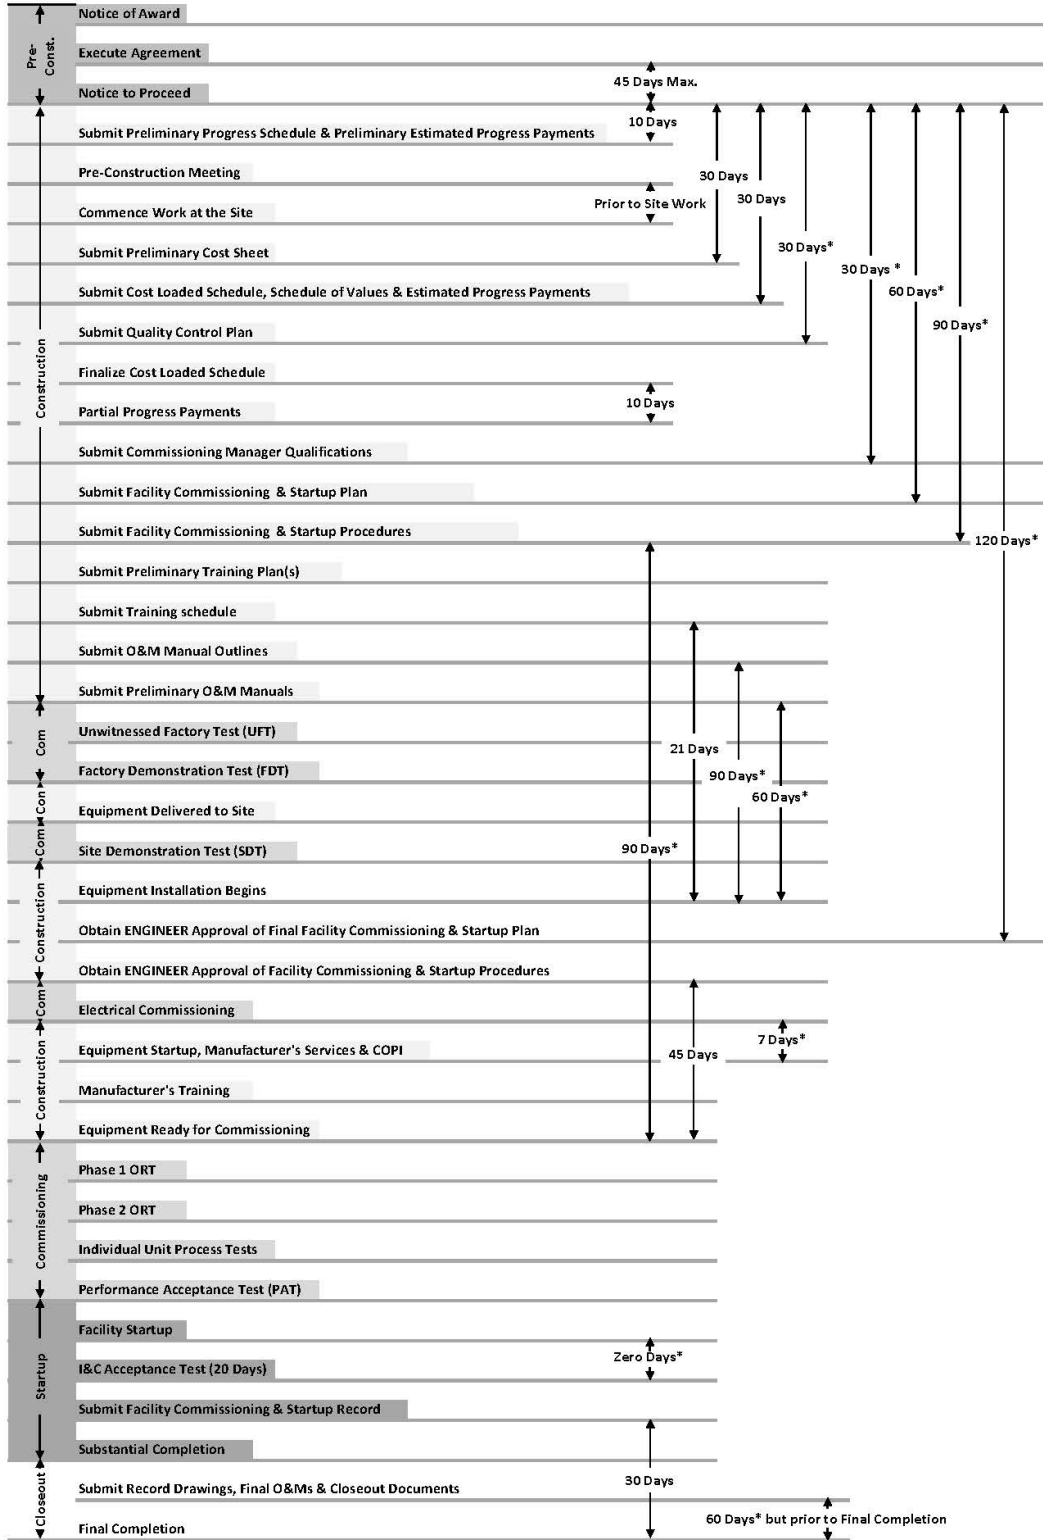 Notice of Award
Pre-
Const.
Execute Agreement
45 Days Max.
Notice to Proceed
10 Days
Submit Preliminary Progress Schedule & Preliminary Estimated Progress Payments
Pre-Construction Meeting
30 Days
30 Days
Prior to Site Work
Commence Work at the Site
30 Days*
Submit Preliminary Cost Sheet
30 Days *
60 Days*
Submit Cost Loaded Schedule, Schedule of Values & Estimated Progress Payments
90 Days*
Submit Quality Control Plan
Construction
Finalize Cost Loaded Schedule
10 Days
Partial Progress Payments
Submit Commissioning Manager Qualifications
Submit Facility Commissioning & Startup Plan
Submit Facility Commissioning & Startup Procedures
120 Days*
Submit Preliminary Training Plan(s)
Submit Training schedule
Submit O&M Manual Outlines
Submit Preliminary O&M Manuals
Com
Unwitnessed Factory Test (UFT)
21 Days
Factory Demonstration Test (FDT)
90 Days*
60 Days*
Con
Equipment Delivered to Site
Com
Site Demonstration Test (SDT)
90 Days*
Construction
Equipment Installation Begins
Obtain ENGINEER Approval of Final Facility Commissioning & Startup Plan
Obtain ENGINEER Approval of Facility Commissioning & Startup Procedures
Com
Electrical Commissioning
7 Days*
Construction
Equipment Startup, Manufacturer's Services & COPI
45 Days
Manufacturer's Training
Equipment Ready for Commissioning
Commissioning
Phase 1 ORT
Phase 2 ORT
Individual Unit Process Tests
Performance Acceptance Test (PAT)
Startup
Facility Startup
Zero Days*
I&C Acceptance Test (20 Days)
Submit Facility Commissioning & Startup Record
Substantial Completion
30 Days
Closeout
Submit Record Drawings, Final O&Ms & Closeout Documents
60 Days* but prior to Final Completion
Final Completion